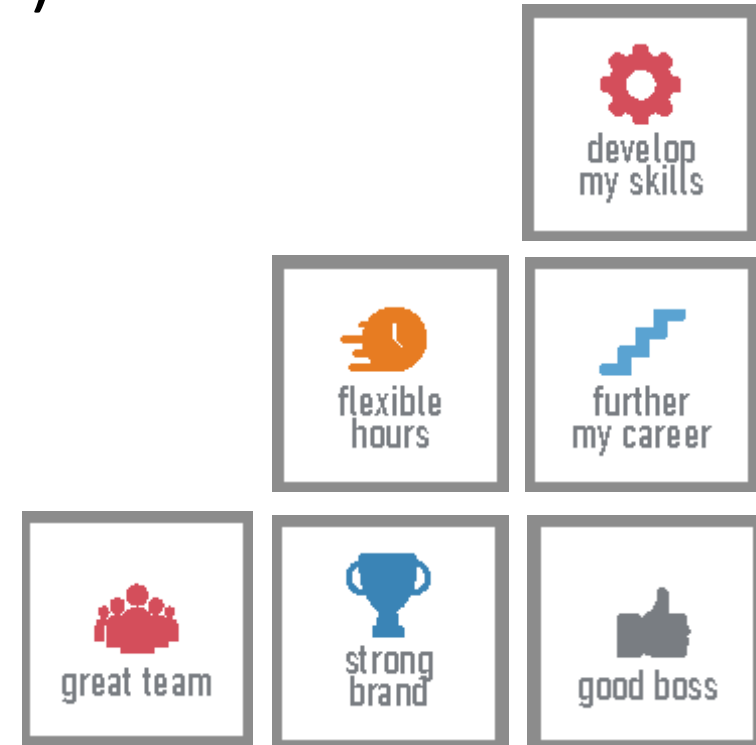 develop
my skills
flexible
hours
further
my career
great team
strong
brand
good boss